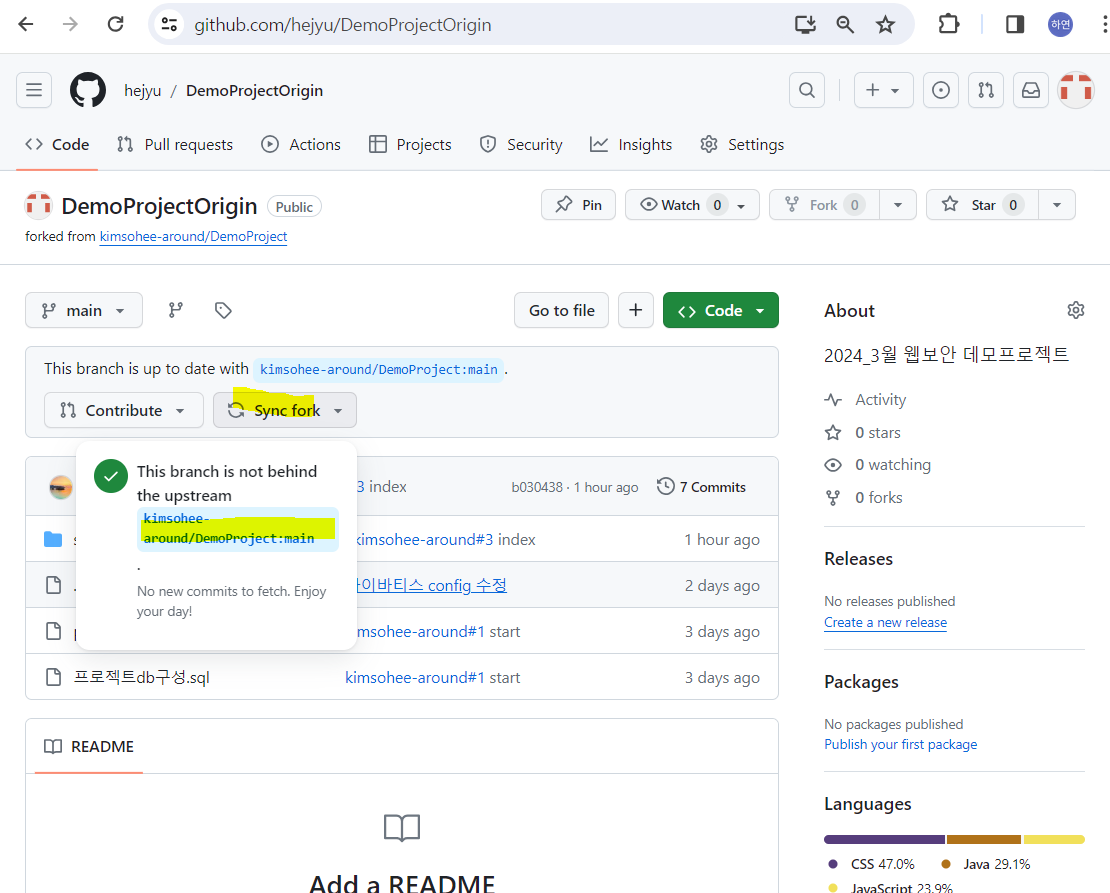 github.com/hejyu/DemoProjectOrigin
하연
hejyu / DemoProjectOrigin
Code Pull requests Actions Projects Security Insights Settings
DemoProjectOrigin Public
Pin Watch 0 Fork 0 Star 0
forked from kimsohee-around/DemoProject
main Go to file Code
This branch is up to date with kimsohee-around/DemoProject:main .
Contribute Sync fork
This branch is not behind
the upstream
kimsohee-
around/DemoProject:main
.
No new commits to fetch. Enjoy
your day!
3 index b030438 · 1 hour ago 7 Commits
kimsohee-around#3 index 1 hour ago
config 수정 2 days ago
start 3 days ago
프로젝트db구성.sql kimsohee-around#1 start 3 days ago
README
Add a README
About
2024_3월 웹보안 데모프로젝트
Activity
0 stars
0 watching
0 forks
Releases
No releases published
Create a new release
Packages
No packages published
Publish your first package
Languages
CSS 47.0% Java 29.1%
JavaScript 23.9%